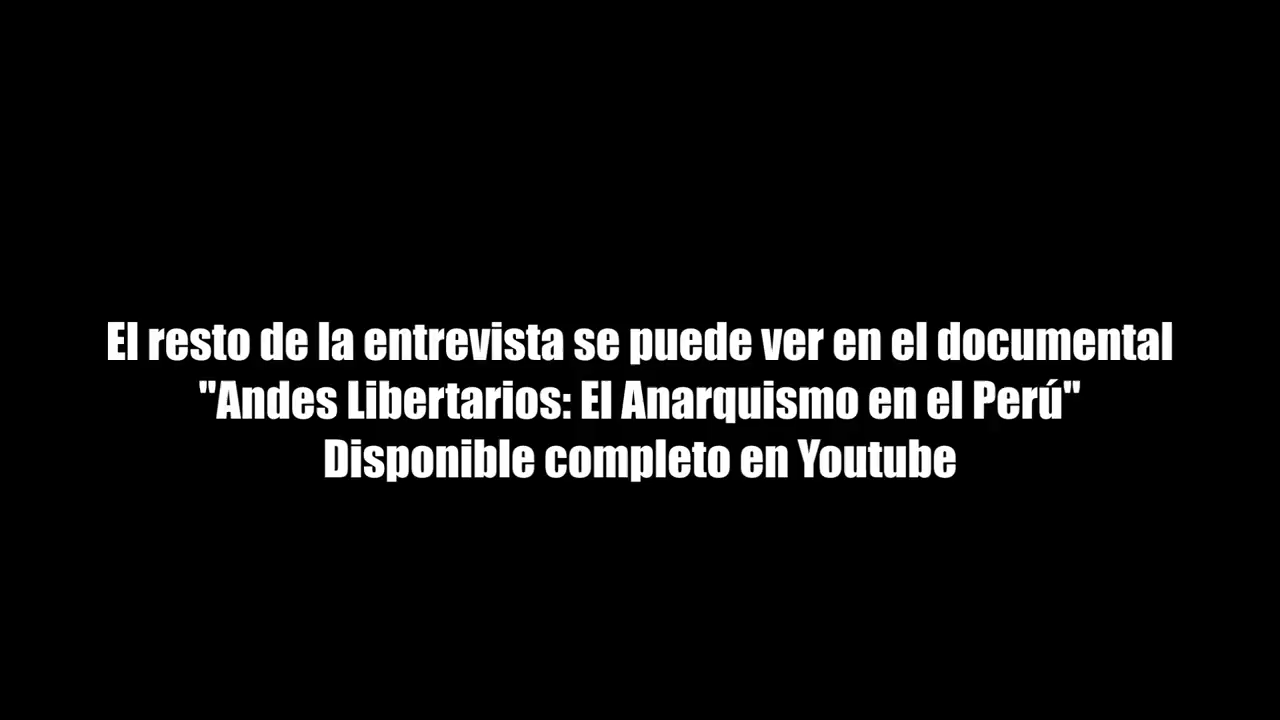 El resto de la entrevista se puede ver en el documental
"Andes Libertarios: El Anarquismo en el Perú"
Disponible completo en Youtube